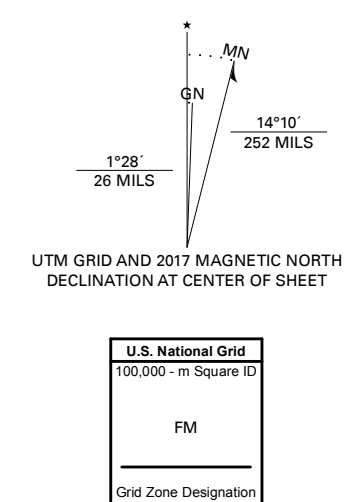 ★
MN
GN
14°10´
252 MILS
1°28´
26 MILS
UTM GRID AND 2017 MAGNETIC NORTH
DECLINATION AT CENTER OF SHEET
U.S. National Grid
100,000 - m Square ID
FM
Grid Zone Designation